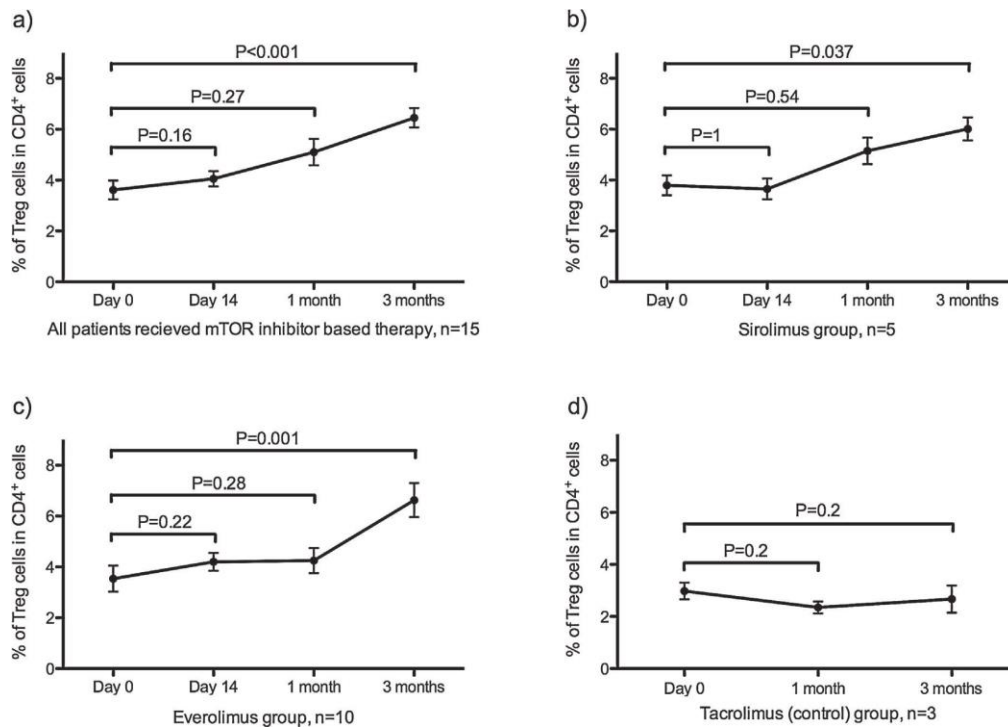 a)
P<0.001
P=0.27
P=0.16
% of Treg cells in CD4⁺ cells
8
6
4
2
0
Day 0 Day 14 1 month 3 months
All patients recieved mTOR inhibitor based therapy, n=15
b)
P=0.037
P=0.54
P=1
% of Treg cells in CD4⁺ cells
8
6
4
2
0
Day 0 Day 14 1 month 3 months
Sirolimus group, n=5
c)
P=0.001
P=0.28
P=0.22
% of Treg cells in CD4⁺ cells
8
6
4
2
0
Day 0 Day 14 1 month 3 months
Everolimus group, n=10
d)
P=0.2
P=0.2
% of Treg cells in CD4⁺ cells
8
6
4
2
0
Day 0 1 month 3 months
Tacrolimus (control) group, n=3